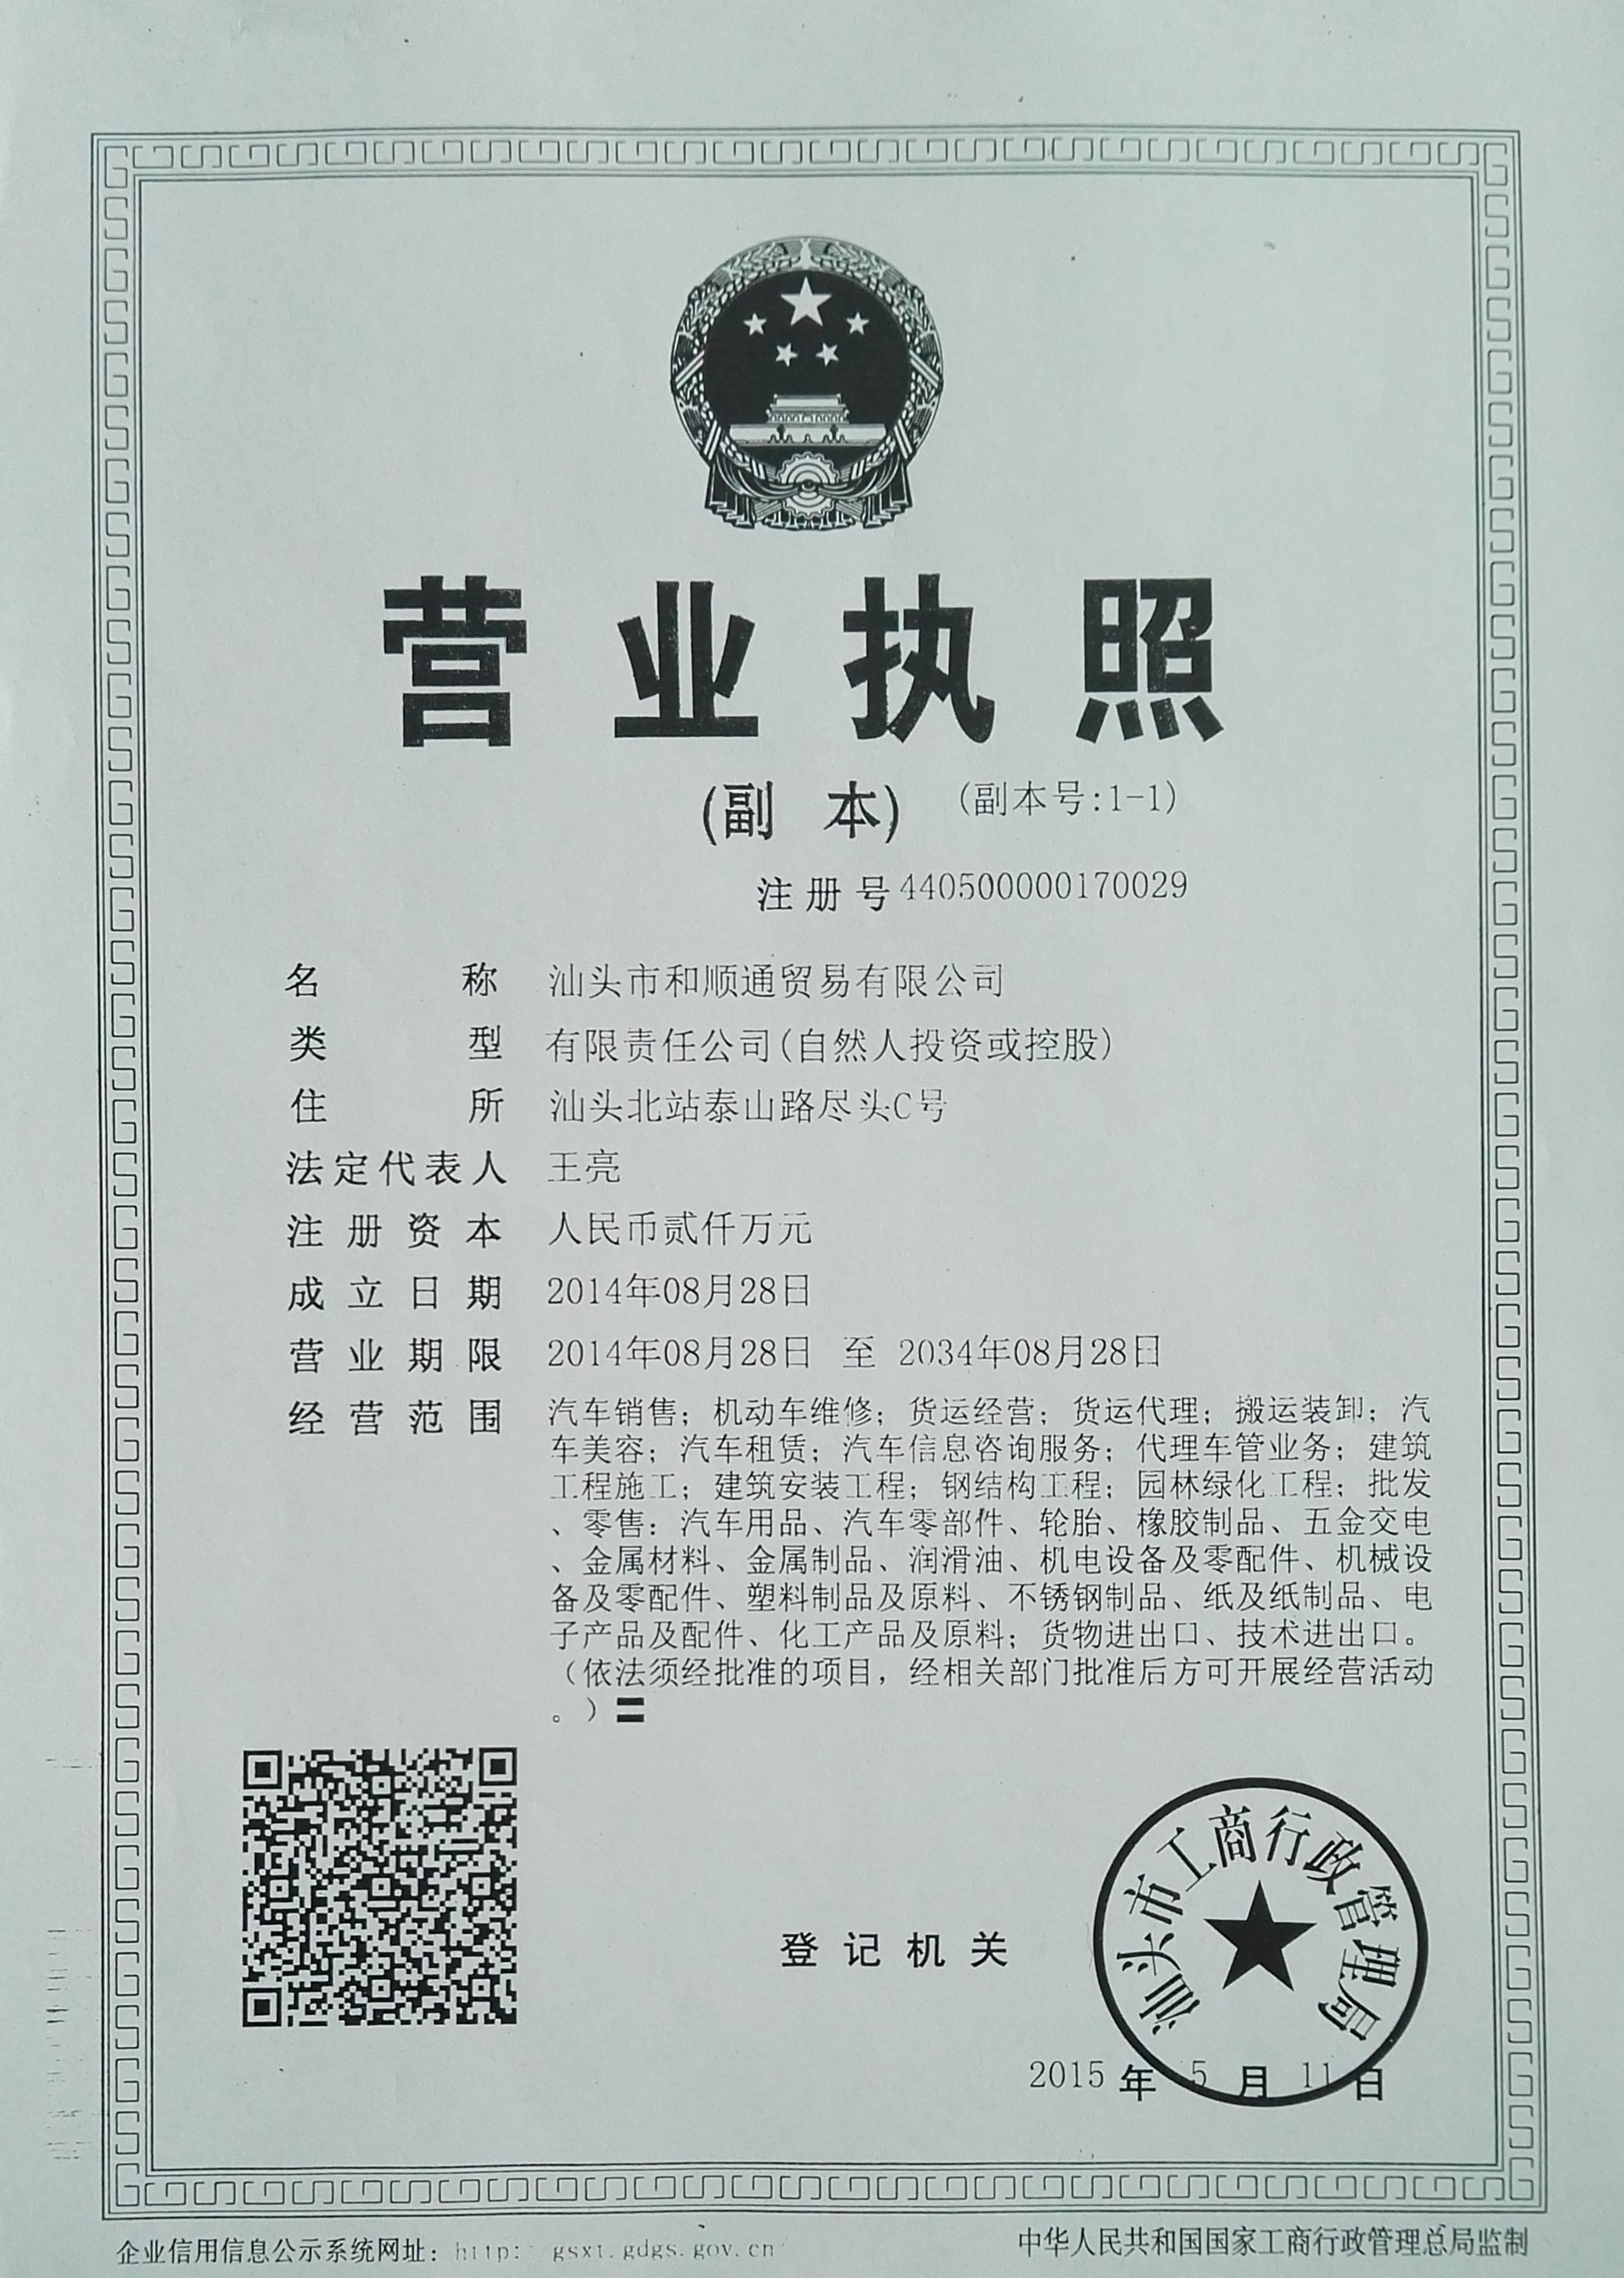 营业执照
(副 本) (副本号:1-1)
注册号440500000170029
名称 汕头市和顺通贸易有限公司
类型 有限责任公司(自然人投资或控股)
住所 汕头北站泰山路尽头C号
法定代表人 王亮
注册资本 人民币贰仟万元
成立日期 2014年08月28日
营业期限 2014年08月28日 至 2034年08月28日
经营范围 汽车销售；机动车维修；货运经营；货运代理；搬运装卸；汽
车美容；汽车租赁；汽车信息咨询服务；代理车管业务；建筑
工程施工；建筑安装工程；钢结构工程；园林绿化工程；批发
、零售：汽车用品、汽车零部件、轮胎、橡胶制品、五金交电
、金属材料、金属制品、润滑油、机电设备及零配件、机械设
备及零配件、塑料制品及原料、不锈钢制品、纸及纸制品、电
子产品及配件、化工产品及原料；货物进出口、技术进出口。
（依法须经批准的项目，经相关部门批准后方可开展经营活动
。）
汕头市工商行政管理局
登记机关
2015年5月11日
企业信用信息公示系统网址：http: gsxt.gdgs.gov.cn
中华人民共和国国家工商行政管理总局监制